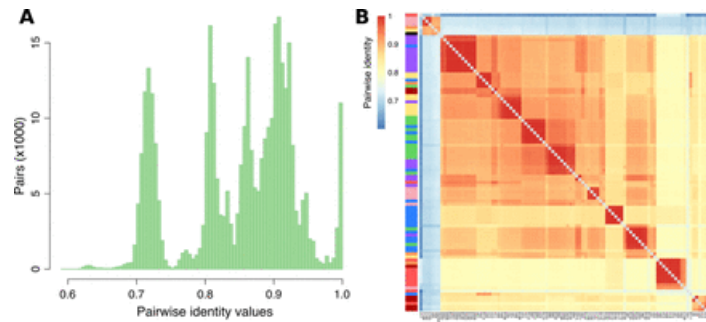 A
Pairs (x1000)
15
10
5
0
0.6 0.7 0.8 0.9 1.0
Pairwise identity values
B
Pairwise identity
1
0.9
0.8
0.7